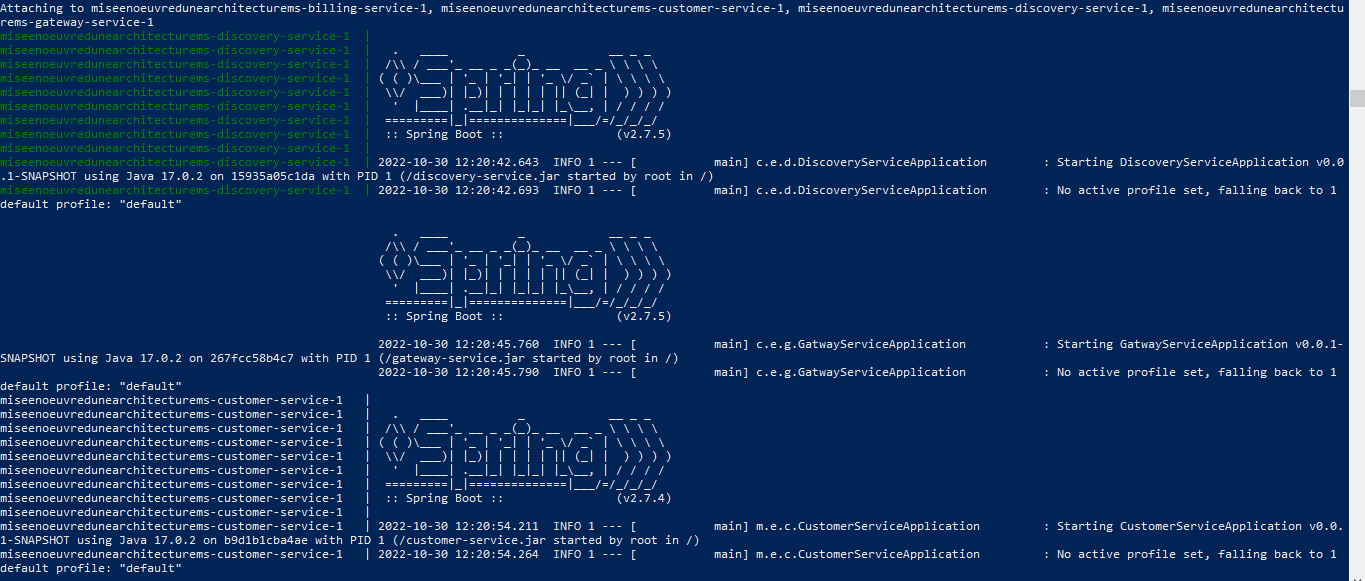 Attaching to miseenoeuvredunearchitecturems-billing-service-1, miseenoeuvredunearchitecturems-customer-service-1, miseenoeuvredunearchitecturems-discovery-service-1, miseenoeuvredunearchitectu
rems-gateway-service-1
miseenoeuvredunearchitecturems-discovery-service-1  |
miseenoeuvredunearchitecturems-discovery-service-1  |   .   ____          _            __ _ _
miseenoeuvredunearchitecturems-discovery-service-1  |  /\\ / ___'_ __ _ _(_)_ __  __ _ \ \ \ \
miseenoeuvredunearchitecturems-discovery-service-1  | ( ( )\___ | '_ | '_| | '_ \/ _` | \ \ \ \
miseenoeuvredunearchitecturems-discovery-service-1  |  \\/  ___)| |_)| | | | | || (_| |  ) ) ) )
miseenoeuvredunearchitecturems-discovery-service-1  |   '  |____| .__|_| |_|_| |_\__, | / / / /
miseenoeuvredunearchitecturems-discovery-service-1  |  =========|_|==============|___/=/_/_/_/
miseenoeuvredunearchitecturems-discovery-service-1  |  :: Spring Boot ::                (v2.7.5)
miseenoeuvredunearchitecturems-discovery-service-1  |
miseenoeuvredunearchitecturems-discovery-service-1  | 2022-10-30 12:20:42.643  INFO 1 --- [           main] c.e.d.DiscoveryServiceApplication        : Starting DiscoveryServiceApplication v0.0
.1-SNAPSHOT using Java 17.0.2 on 15935a05c1da with PID 1 (/discovery-service.jar started by root in /)
miseenoeuvredunearchitecturems-discovery-service-1  | 2022-10-30 12:20:42.693  INFO 1 --- [           main] c.e.d.DiscoveryServiceApplication        : No active profile set, falling back to 1
default profile: "default"
  .   ____          _            __ _ _
 /\\ / ___'_ __ _ _(_)_ __  __ _ \ \ \ \
( ( )\___ | '_ | '_| | '_ \/ _` | \ \ \ \
 \\/  ___)| |_)| | | | | || (_| |  ) ) ) )
  '  |____| .__|_| |_|_| |_\__, | / / / /
 =========|_|==============|___/=/_/_/_/
 :: Spring Boot ::                (v2.7.5)
2022-10-30 12:20:45.760  INFO 1 --- [           main] c.e.g.GatwayServiceApplication           : Starting GatwayServiceApplication v0.0.1-
SNAPSHOT using Java 17.0.2 on 267fcc58b4c7 with PID 1 (/gateway-service.jar started by root in /)
2022-10-30 12:20:45.790  INFO 1 --- [           main] c.e.g.GatwayServiceApplication           : No active profile set, falling back to 1
default profile: "default"
miseenoeuvredunearchitecturems-customer-service-1   |
miseenoeuvredunearchitecturems-customer-service-1   |   .   ____          _            __ _ _
miseenoeuvredunearchitecturems-customer-service-1   |  /\\ / ___'_ __ _ _(_)_ __  __ _ \ \ \ \
miseenoeuvredunearchitecturems-customer-service-1   | ( ( )\___ | '_ | '_| | '_ \/ _` | \ \ \ \
miseenoeuvredunearchitecturems-customer-service-1   |  \\/  ___)| |_)| | | | | || (_| |  ) ) ) )
miseenoeuvredunearchitecturems-customer-service-1   |   '  |____| .__|_| |_|_| |_\__, | / / / /
miseenoeuvredunearchitecturems-customer-service-1   |  =========|_|==============|___/=/_/_/_/
miseenoeuvredunearchitecturems-customer-service-1   |  :: Spring Boot ::                (v2.7.4)
miseenoeuvredunearchitecturems-customer-service-1   |
miseenoeuvredunearchitecturems-customer-service-1   | 2022-10-30 12:20:54.211  INFO 1 --- [           main] m.e.c.CustomerServiceApplication         : Starting CustomerServiceApplication v0.0.
1-SNAPSHOT using Java 17.0.2 on b9d1b1cba4ae with PID 1 (/customer-service.jar started by root in /)
miseenoeuvredunearchitecturems-customer-service-1   | 2022-10-30 12:20:54.264  INFO 1 --- [           main] m.e.c.CustomerServiceApplication         : No active profile set, falling back to 1
default profile: "default"